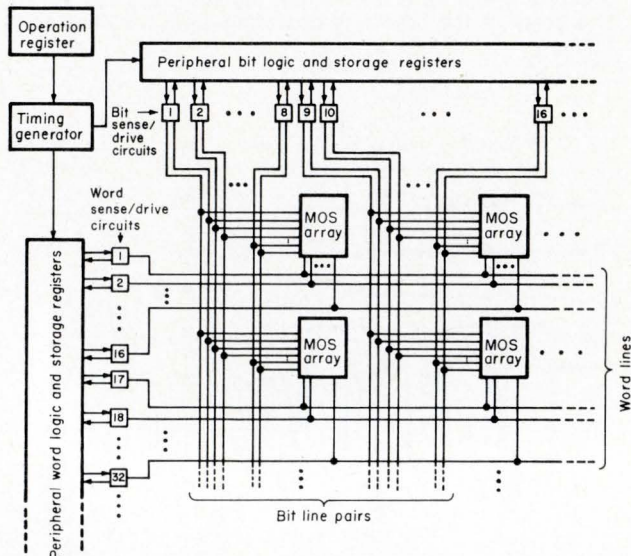 Operation
register
Peripheral bit logic and storage registers
Timing
generator
Bit
sense/
drive
circuits
1 2 8 9 10 16
Word
sense/drive
circuits
MOS
array
MOS
array
1
2
16
MOS
array
MOS
array
17
18
32
Peripheral word logic and storage registers
Word lines
Bit line pairs